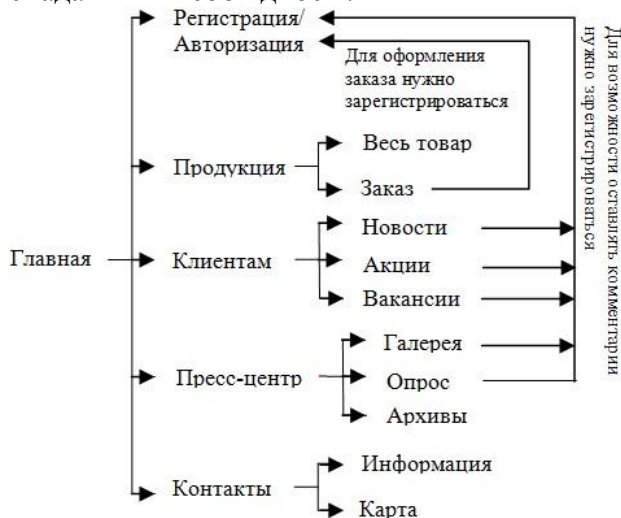 Регистрация/
Авторизация
Для оформления
заказа нужно
зарегистрироваться
Для возможности оставлять комментарии
нужно зарегистрироваться
Продукция
Весь товар
Заказ
Главная
Клиентам
Новости
Акции
Вакансии
Пресс-центр
Галерея
Опрос
Архивы
Контакты
Информация
Карта